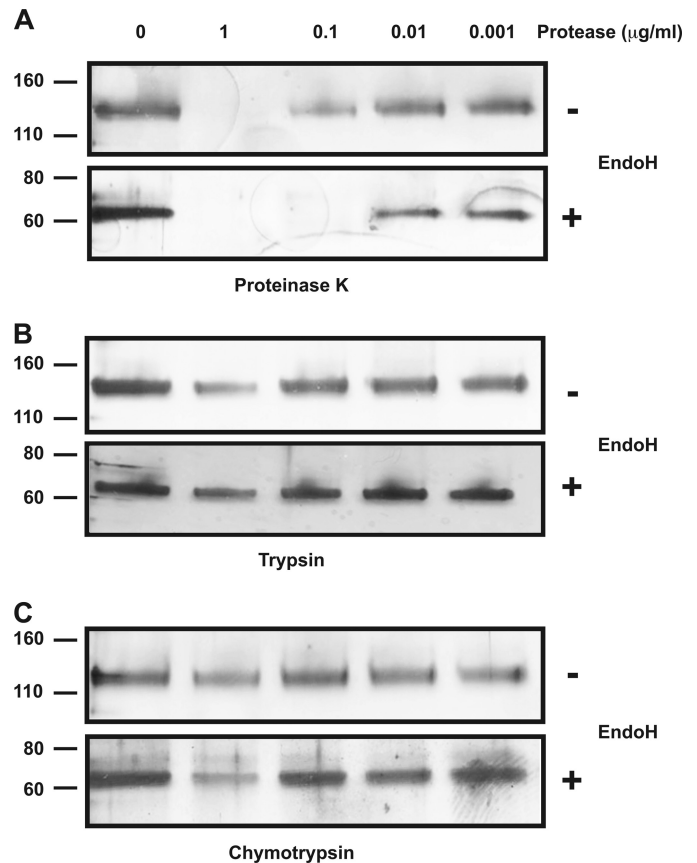 A
0 1 0.1 0.01 0.001 Protease (μg/ml)
160
-
110
EndoH
80
60
+
Proteinase K
B
160
-
110
EndoH
80
60
+
Trypsin
C
160
-
110
EndoH
80
60
+
Chymotrypsin